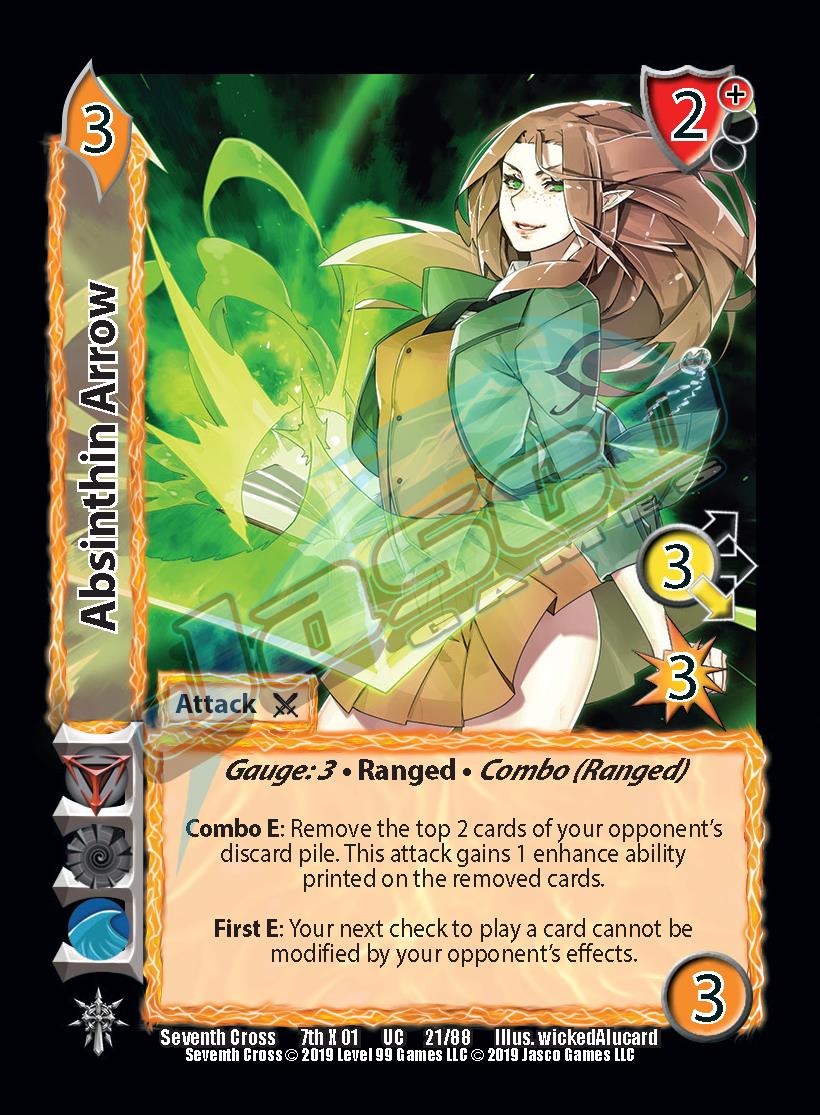 3
2
+
Absinthin Arrow
JASCO
GAMES
3
3
Attack
Gauge: 3 • Ranged • Combo (Ranged)
Combo E: Remove the top 2 cards of your opponent's
discard pile. This attack gains 1 enhance ability
printed on the removed cards.
First E: Your next check to play a card cannot be
modified by your opponent's effects.
3
Seventh Cross 7th X 01 UC 21/88 Illus. wickedAlucard
Seventh Cross © 2019 Level 99 Games LLC © 2019 Jasco Games LLC